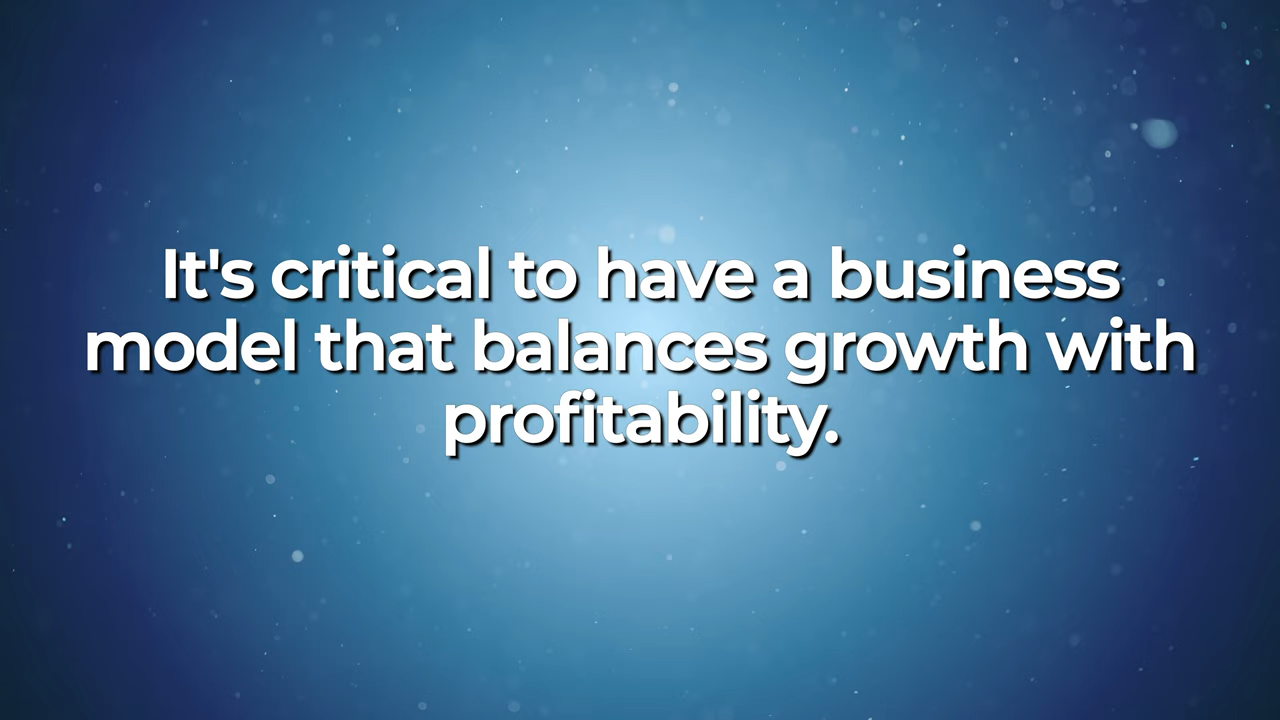 It's critical to have a business
model that balances growth with
profitability.